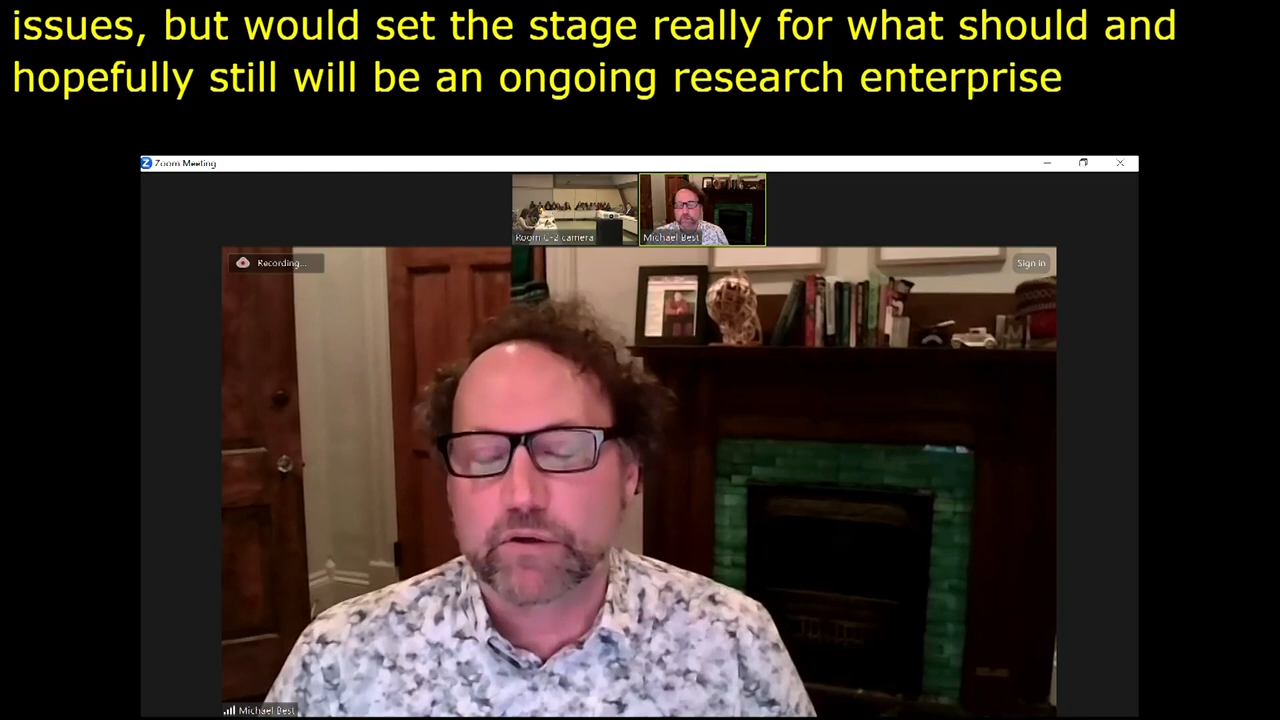 issues, but would set the stage really for what should and
hopefully still will be an ongoing research enterprise
Zoom Meeting
Room C-2 camera
Michael Best
Recording...
Sign in
Michael Best